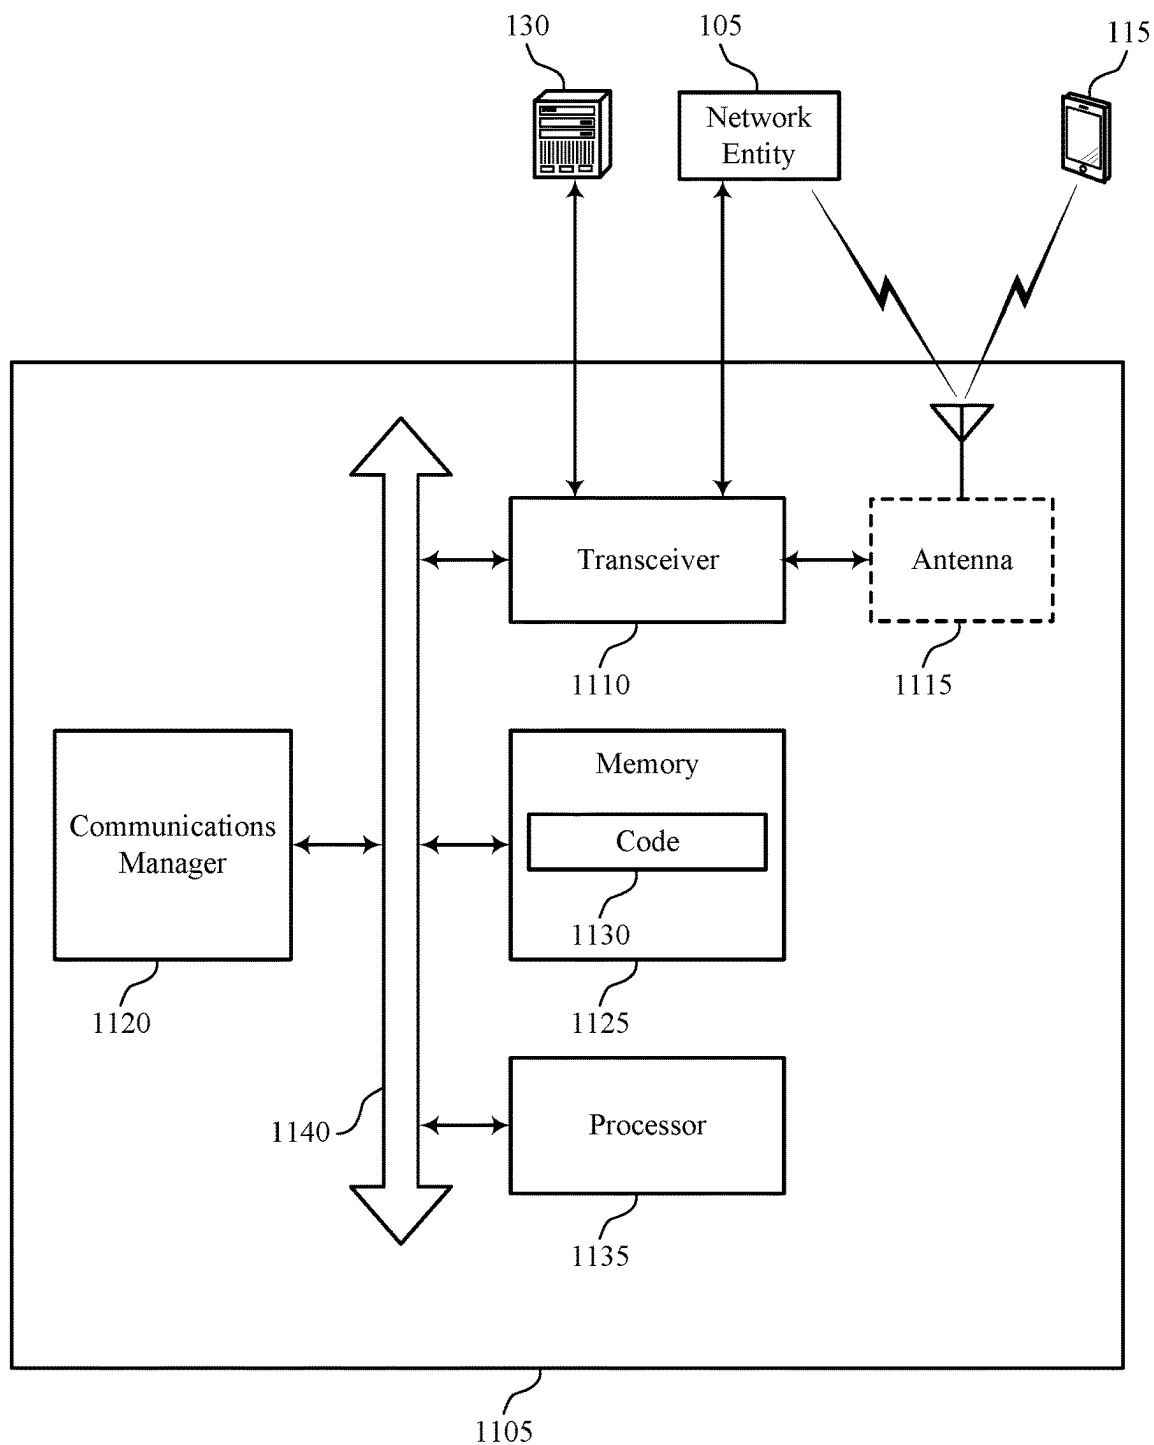 130
105
115
Network
Entity
Transceiver
Antenna
1110
1115
Communications
Manager
Memory
Code
1130
1120
1125
1140
Processor
1135
1105